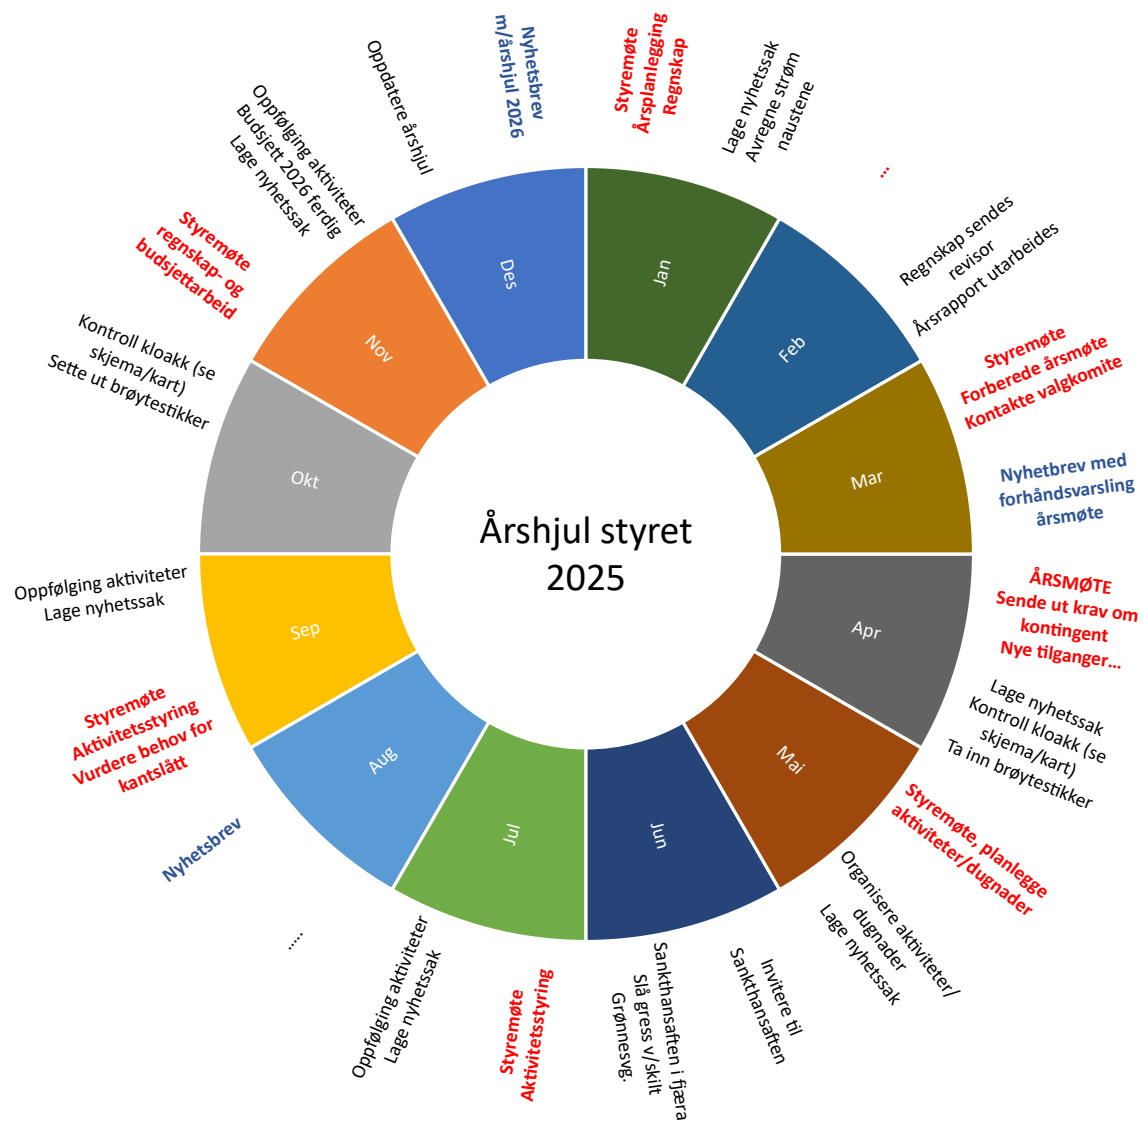 Årshjul styret
2025
Jan
Styremøte
Årsplanlegging
Regnskap
Lage nyhetssak
Avregne strøm
naustene
Feb
...
Regnskap sendes
revisor
Årsrapport utarbeides
Mar
Styremøte
Forberede årsmøte
Kontakte valgkomite
Nyhetbrev med
forhåndsvarsling
årsmøte
Apr
ÅRSMØTE
Sende ut krav om
kontingent
Nye tilganger...
Lage nyhetssak
Kontroll kloakk (se
skjema/kart)
Ta inn brøytestikker
Mai
Styremøte, planlegge
aktiviteter/dugnader
Organisere aktiviteter/
dugnader
Lage nyhetssak
Jun
Invitere til
Sankthansaften
Sankthansaften i fjæra
Slå gress v/skilt
Grønnesvg.
Jul
Styremøte
Aktivitetsstyring
Oppfølging aktiviteter
Lage nyhetssak
Aug
.....
Nyhetsbrev
Sep
Styremøte
Aktivitetsstyring
Vurdere behov for
kantslått
Oppfølging aktiviteter
Lage nyhetssak
Okt
Kontroll kloakk (se
skjema/kart)
Sette ut brøytestikker
Nov
Styremøte
regnskap- og
budsjettarbeid
Oppfølging aktiviteter
Budsjett 2026 ferdig
Lage nyhetssak
Des
Oppdatere årshjul
Nyhetsbrev
m/årshjul 2026